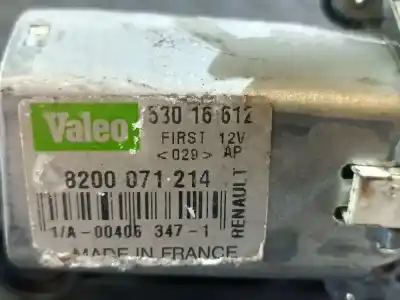 Valeo
530 16 612
FIRST 12V
<029> AP
8200 071·214
RENAULT
1/A-00406 347-1
MADE IN FRANCE